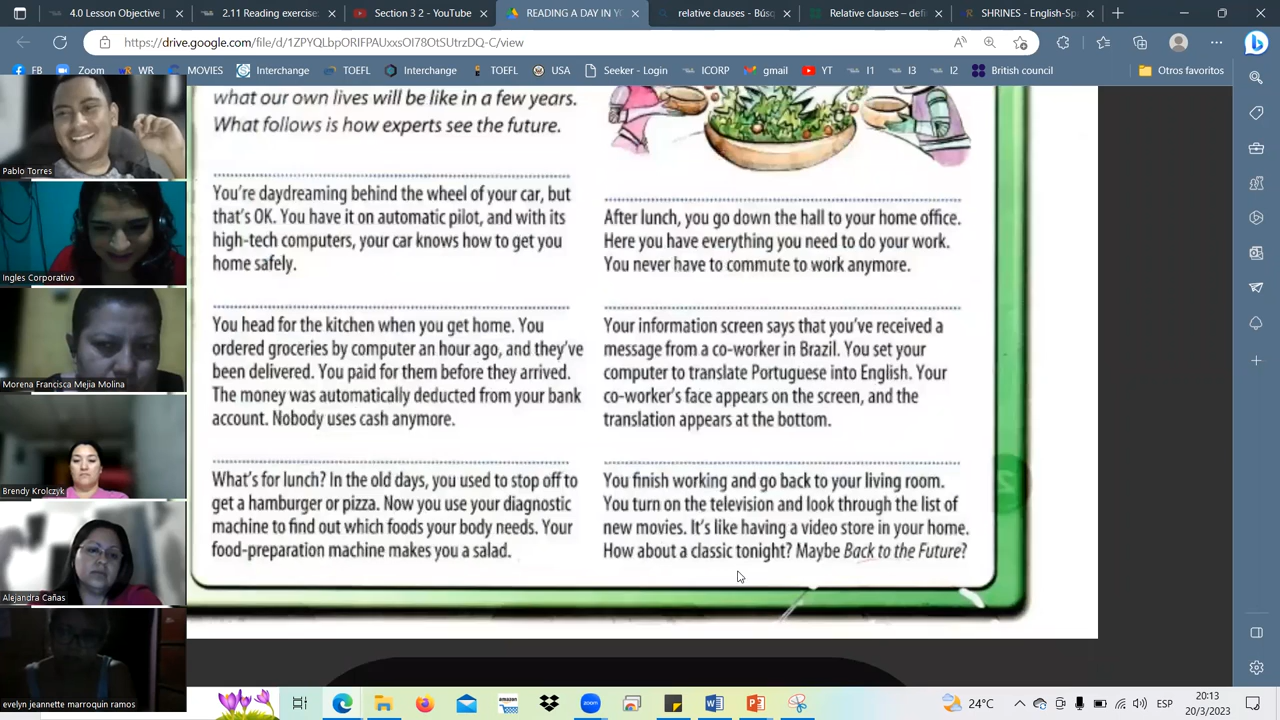 4.0 Lesson Objective
2.11 Reading exercise:
Section 3 2 - YouTube
READING A DAY IN YO
relative clauses - Búsq
Relative clauses – defi
SHRINES - English-Sp
https://drive.google.com/file/d/1ZPYQLbpORIFPAUxxsOI78OtSUtrzDQ-C/view
FB
Zoom
WR
MOVIES
Interchange
TOEFL
Interchange
TOEFL
USA
Seeker - Login
ICORP
gmail
YT
I1
I3
I2
British council
Otros favoritos
Pablo Torres
Ingles Corporativo
Morena Francisca Mejia Molina
Brendy Krolczyk
Alejandra Cañas
evelyn jeannette marroquin ramos
what our own lives will be like in a few years.
What follows is how experts see the future.
You're daydreaming behind the wheel of your car, but
that's OK. You have it on automatic pilot, and with its
high-tech computers, your car knows how to get you
home safely.
You head for the kitchen when you get home. You
ordered groceries by computer an hour ago, and they've
been delivered. You paid for them before they arrived.
The money was automatically deducted from your bank
account. Nobody uses cash anymore.
What's for lunch? In the old days, you used to stop off to
get a hamburger or pizza. Now you use your diagnostic
machine to find out which foods your body needs. Your
food-preparation machine makes you a salad.
After lunch, you go down the hall to your home office.
Here you have everything you need to do your work.
You never have to commute to work anymore.
Your information screen says that you've received a
message from a co-worker in Brazil. You set your
computer to translate Portuguese into English. Your
co-worker's face appears on the screen, and the
translation appears at the bottom.
You finish working and go back to your living room.
You turn on the television and look through the list of
new movies. It's like having a video store in your home.
How about a classic tonight? Maybe Back to the Future?
24°C
ESP
20:13
20/3/2023